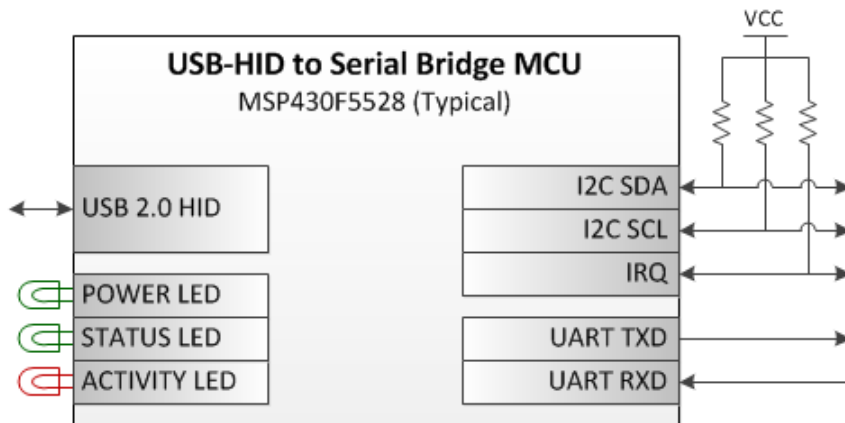 VCC
USB-HID to Serial Bridge MCU
MSP430F5528 (Typical)
USB 2.0 HID
POWER LED
STATUS LED
ACTIVITY LED
I2C SDA
I2C SCL
IRQ
UART TXD
UART RXD